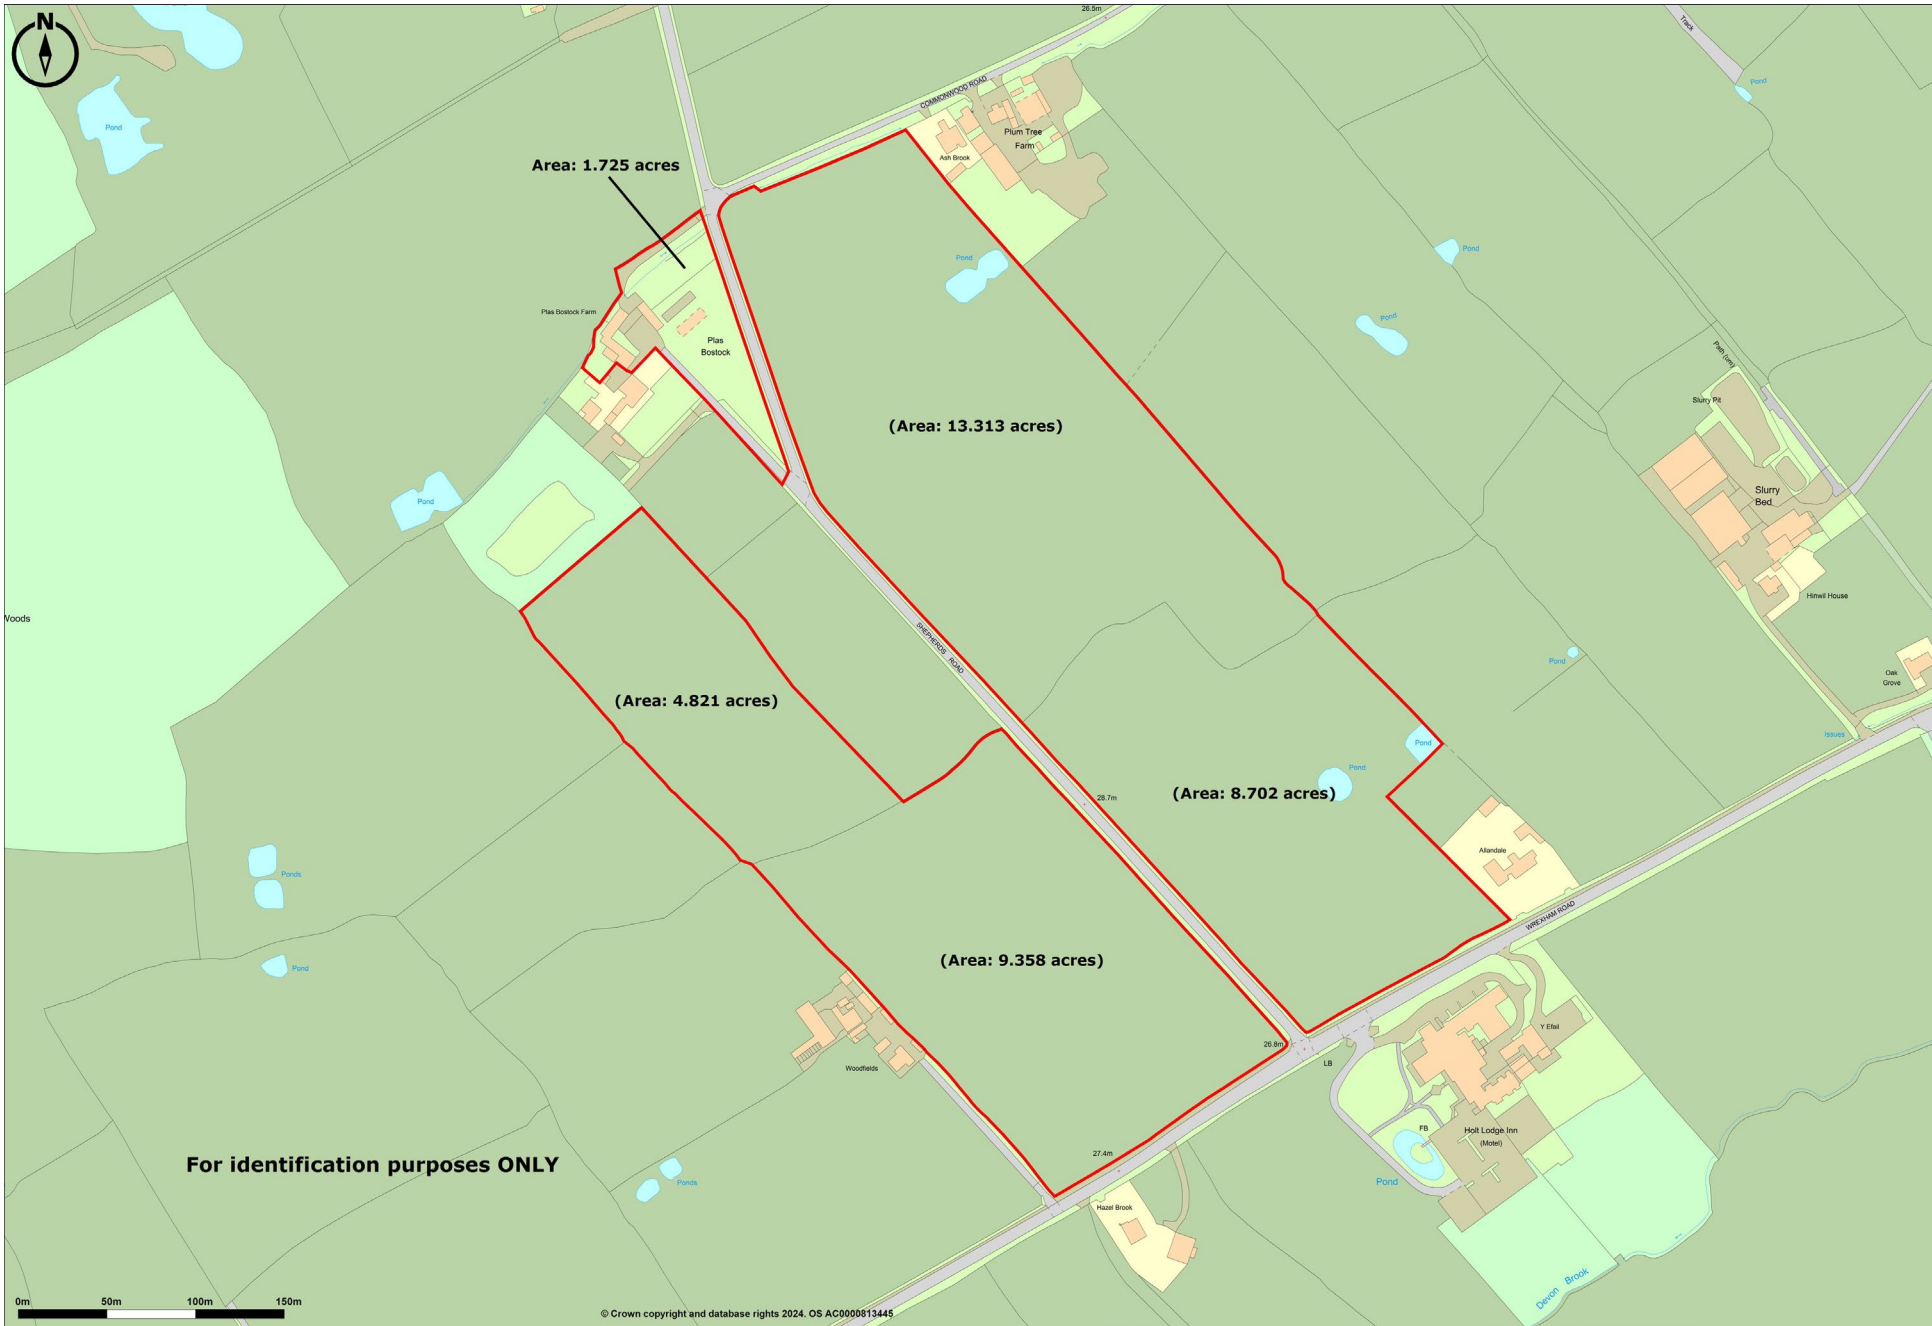 N
26.5m
Track
Pond
COMMONWOOD ROAD
Pond
Plum Tree
Farm
Ash Brook
Area: 1.725 acres
Pond
Pond
Plas Bostock Farm
Pond
Plas
Bostock
Path (um)
Slurry Pit
(Area: 13.313 acres)
Slurry
Bed
Pond
Hinwil House
Woods
SHEPHERDS ROAD
Pond
Oak
Grove
(Area: 4.821 acres)
Issues
Pond
Pond
28.7m
(Area: 8.702 acres)
Allandale
Ponds
WREXHAM ROAD
(Area: 9.358 acres)
Pond
Y Efail
26.8m
LB
Woodfields
FB
Holt Lodge Inn
(Motel)
27.4m
For identification purposes ONLY
Ponds
Pond
Hazel Brook
Devon Brook
0m 50m 100m 150m
© Crown copyright and database rights 2024. OS AC0000813445